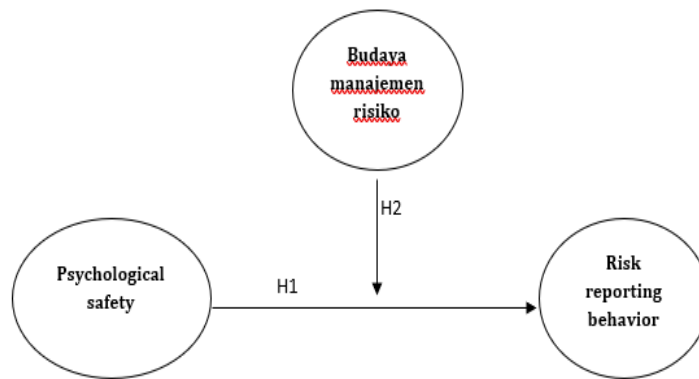 Budaya
manajemen
risiko
H2
Psychological
safety
H1
Risk
reporting
behavior